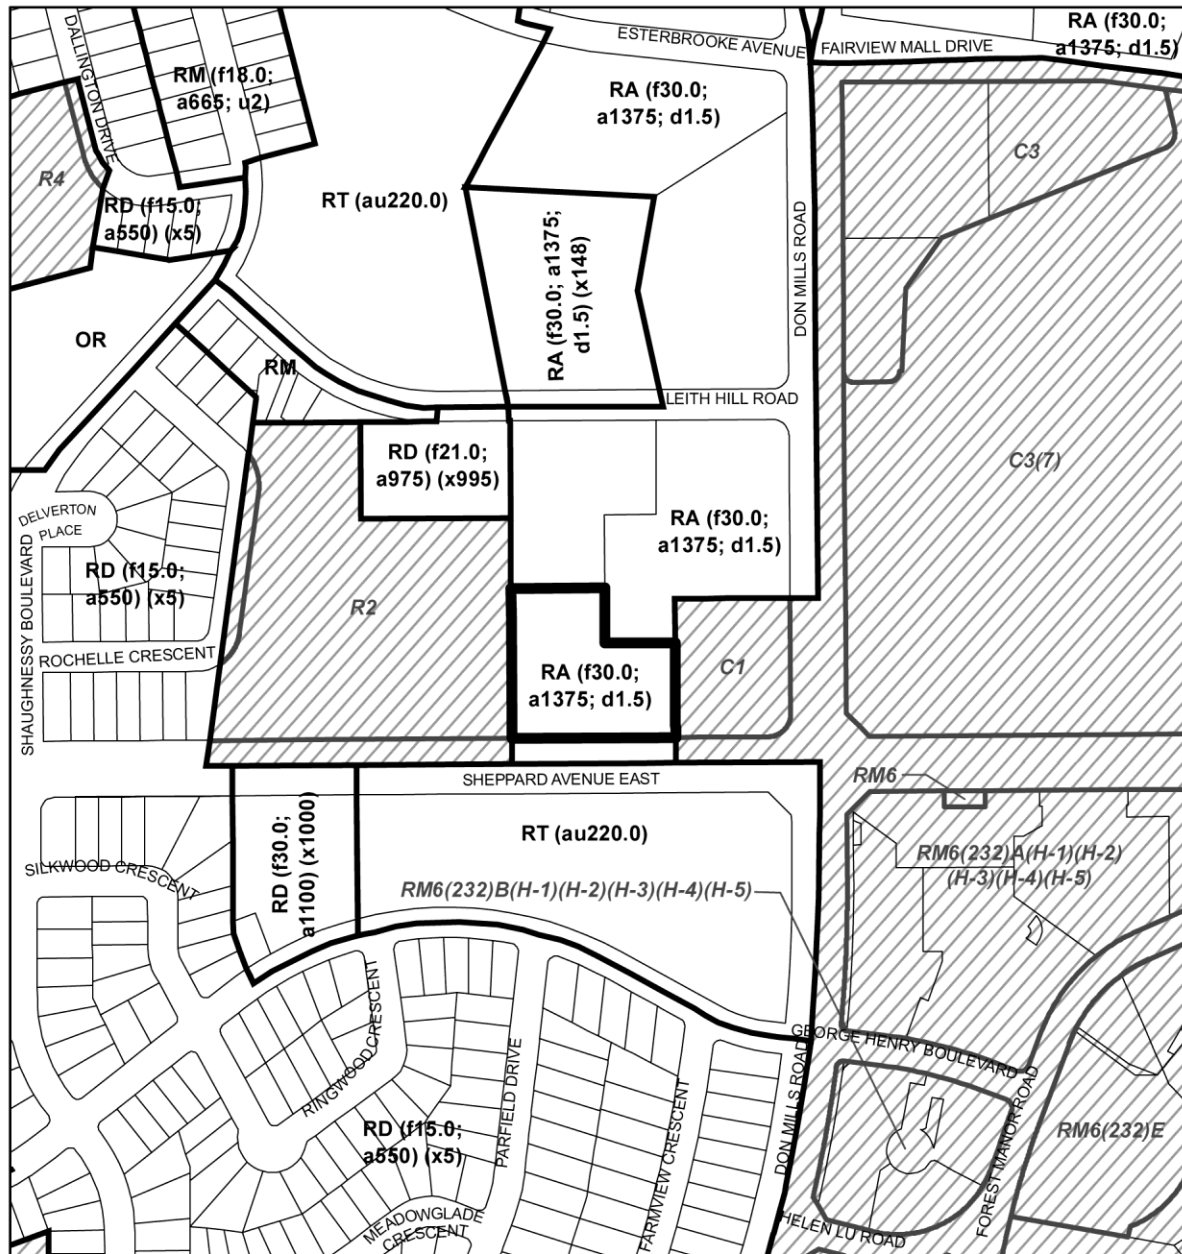 DALLINGTON DRIVE
RM (f18.0;
a665; u2)
ESTERBROOKE AVENUE
FAIRVIEW MALL DRIVE
RA (f30.0;
a1375; d1.5)
RA (f30.0;
a1375; d1.5)
C3
R4
RD (f15.0;
a550) (x5)
RT (au220.0)
RA (f30.0; a1375;
d1.5) (x148)
DON MILLS ROAD
OR
RM
LEITH HILL ROAD
RD (f21.0;
a975) (x995)
C3(7)
DELVERTON
PLACE
RA (f30.0;
a1375; d1.5)
RD (f15.0;
a550) (x5)
R2
SHAUGHNESSY BOULEVARD
ROCHELLE CRESCENT
RA (f30.0;
a1375; d1.5)
C1
SHEPPARD AVENUE EAST
RM6
RD (f30.0;
a1100) (x1000)
RT (au220.0)
RM6(232)A(H-1)(H-2)
(H-3)(H-4)(H-5)
SILKWOOD CRESCENT
RM6(232)B(H-1)(H-2)(H-3)(H-4)(H-5)
RINGWOOD CRESCENT
PARFIELD DRIVE
FARMVIEW CRESCENT
DON MILLS ROAD
GEORGE HENRY BOULEVARD
FOREST MANOR ROAD
RD (f15.0;
a550) (x5)
RM6(232)E
MEADOWGLADE
CRESCENT
HELEN LU ROAD